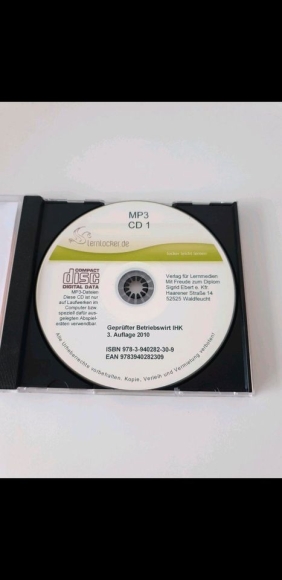 MP3
CD 1
LernLocker.de
COMPACT
disc
DIGITAL DATA
MP3-Dateien
Diese CD ist nur
auf Laufwerken im
Computer bzw.
speziell dafür aus-
gelegten Abspiel-
geräten verwendbar
Verlag für Lernmedien
Mit Freude zum Diplom
Sigrid Ebert e. Kfr.
Haarener Straße 14
52525 Waldfeucht
Geprüfter Betriebswirt IHK
3. Auflage 2010
ISBN 978-3-940282-30-9
EAN 9783940282309
Alle Urheberrechte vorbehalten. Kopie, Verleih und Vermietung verboten!